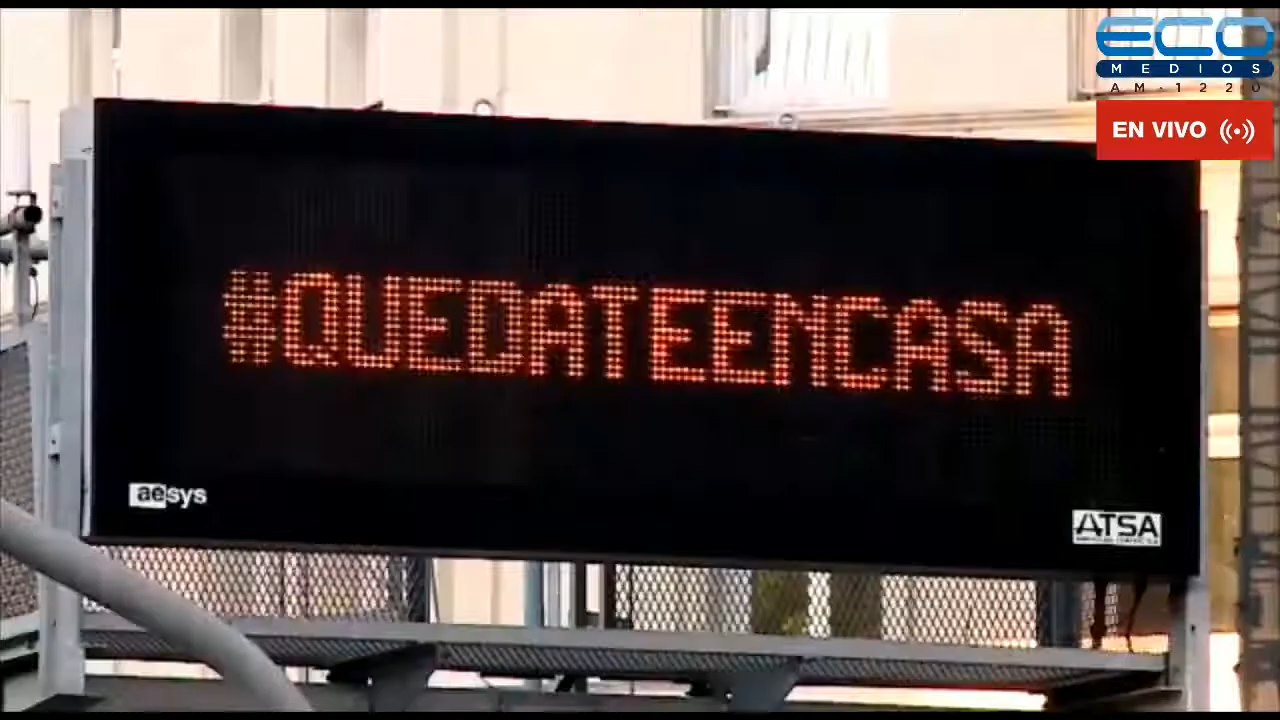 ECO
MEDIOS
AM-1220
EN VIVO
#QUEDATEENCASA
aesys
ATSA